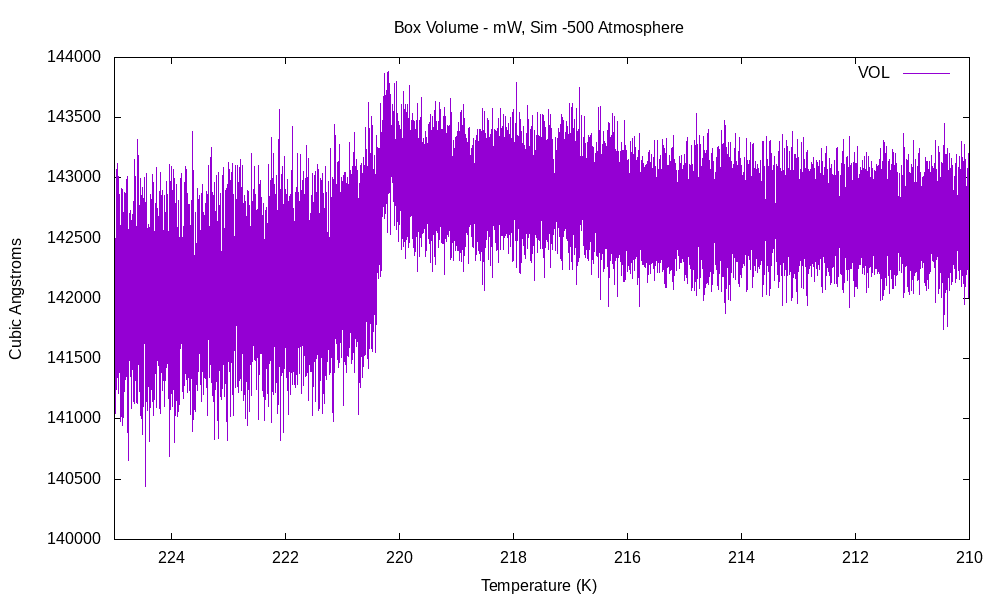 Box Volume - mW, Sim -500 Atmosphere
VOL
144000
143500
143000
142500
142000
141500
141000
140500
140000
Cubic Angstroms
224 222 220 218 216 214 212 210
Temperature (K)